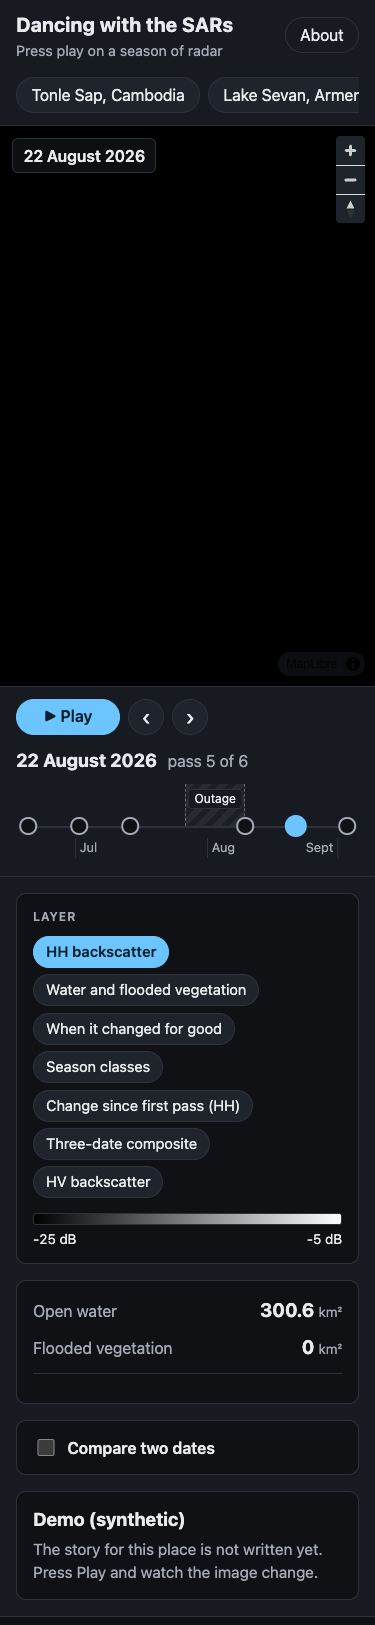 Dancing with the SARs
Press play on a season of radar
About
Tonle Sap, Cambodia
Lake Sevan, Armer
22 August 2026
MapLibre
Play
22 August 2026 pass 5 of 6
Outage
Jul
Aug
Sept
LAYER
HH backscatter
Water and flooded vegetation
When it changed for good
Season classes
Change since first pass (HH)
Three-date composite
HV backscatter
-25 dB
-5 dB
Open water 300.6 km²
Flooded vegetation 0 km²
Compare two dates
Demo (synthetic)
The story for this place is not written yet.
Press Play and watch the image change.